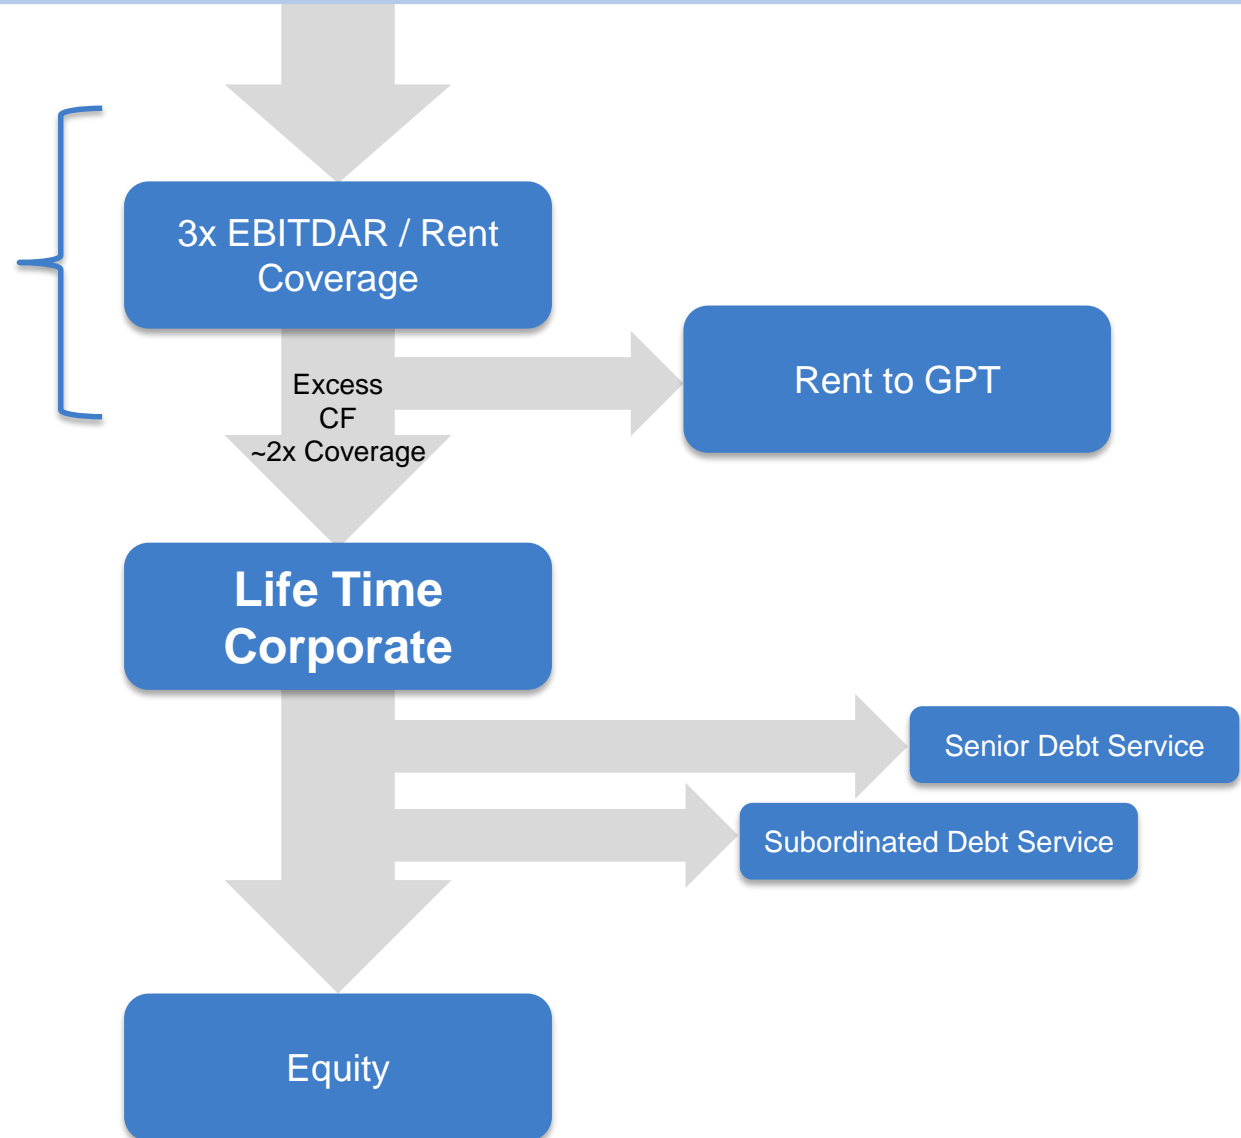 3x EBITDAR / Rent
Coverage
Rent to GPT
Excess
CF
~2x Coverage
Life Time
Corporate
Senior Debt Service
Subordinated Debt Service
Equity